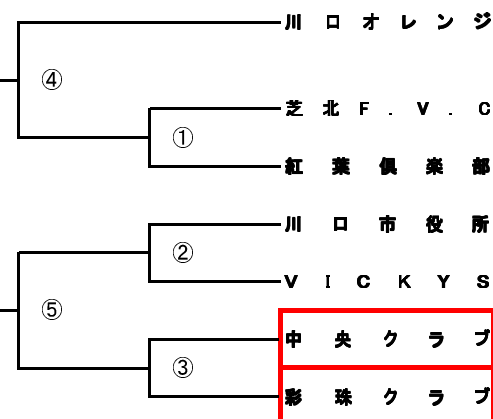 川口オレンジ
④
芝北F.V.C
①
紅葉倶楽部
川口市役所
②
VICKYS
⑤
中央クラブ
③
彩珠クラブ